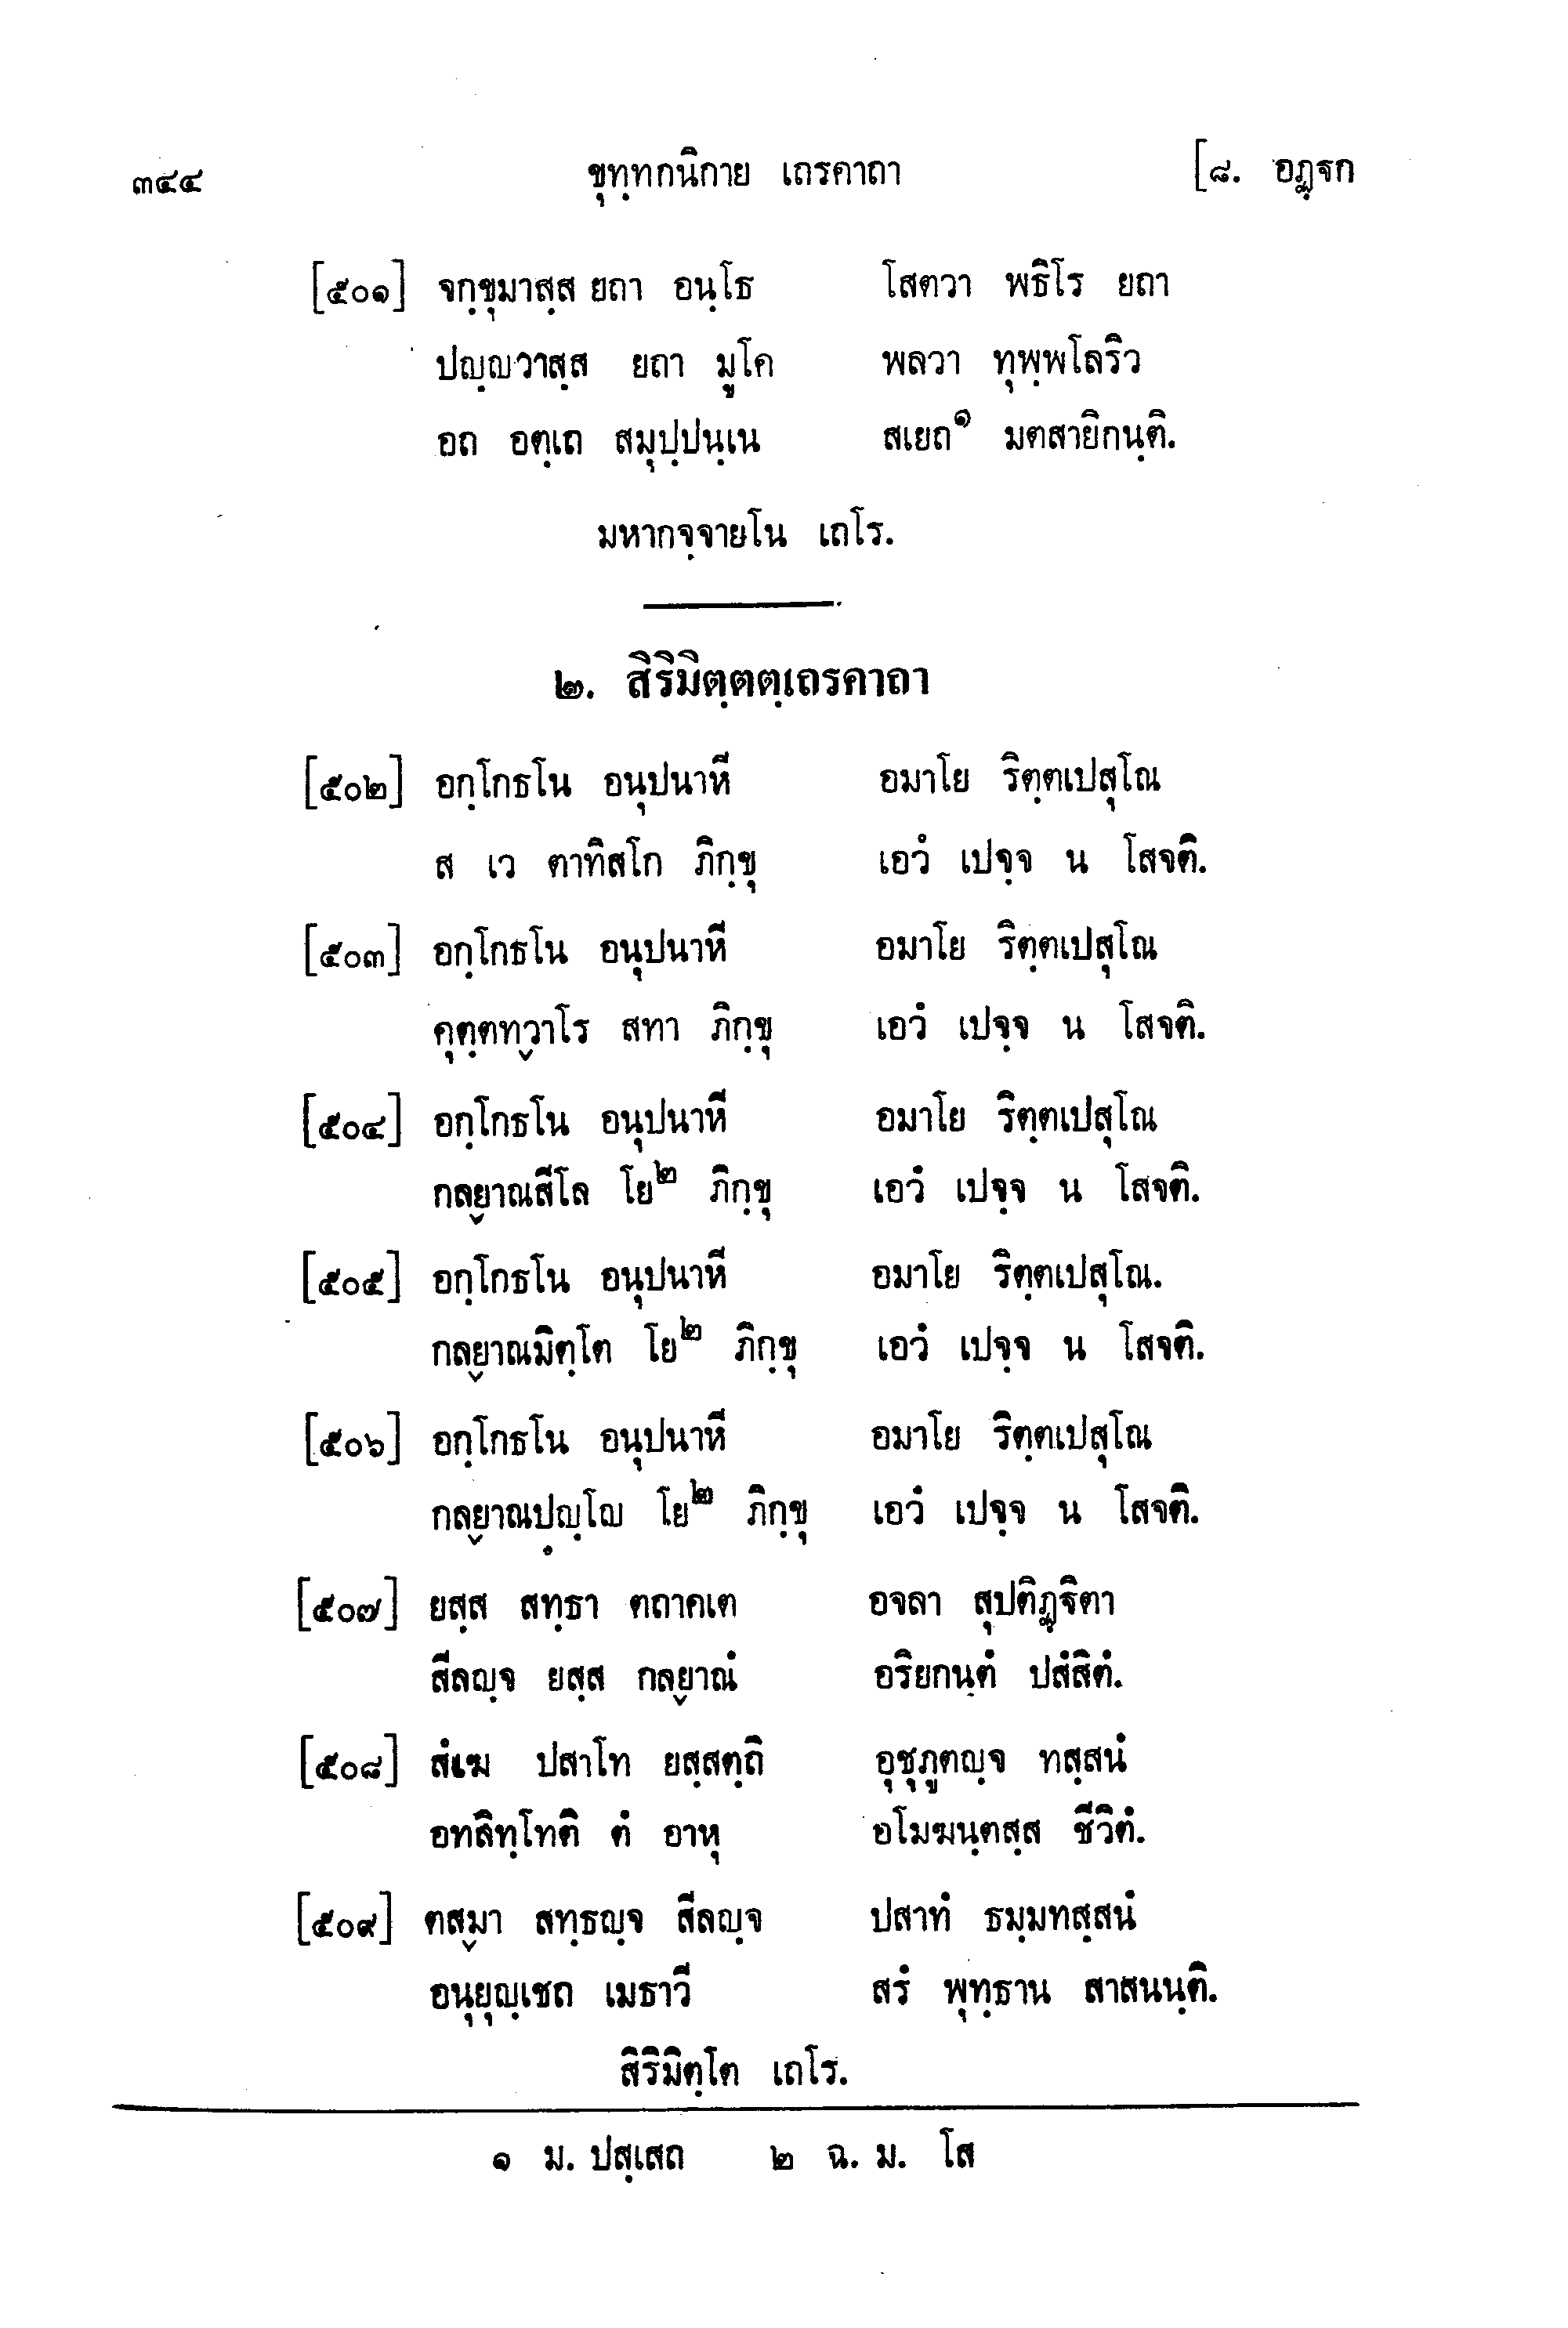 ๓๔๔ ขุทฺทกนิกาย เถรคาถา [๘. อฏฺฐก
[๕๐๑] จกฺขุมาสฺส ยถา อนฺโธ โสตวา พธิโร ยถา
ปญฺญวาสฺส ยถา มูโค พลวา ทุพฺพโลริว
อถ อตฺเถ สมุปฺปนฺเน สเยถ๑ มตสายิกนฺติ.
มหากจฺจายโน เถโร.
๒. สิริมิตฺตตฺเถรคาถา
[๕๐๒] อกฺโกธโน อนุปนาหี อมาโย ริตฺตเปสุโณ
ส เว ตาทิสโก ภิกฺขุ เอวํ เปจฺจ น โสจติ.
[๕๐๓] อกฺโกธโน อนุปนาหี อมาโย ริตฺตเปสุโณ
คุตฺตทฺวาโร สทา ภิกฺขุ เอวํ เปจฺจ น โสจติ.
[๕๐๔] อกฺโกธโน อนุปนาหี อมาโย ริตฺตเปสุโณ
กลฺยาณสีโล โย๒ ภิกฺขุ เอวํ เปจฺจ น โสจติ.
[๕๐๕] อกฺโกธโน อนุปนาหี อมาโย ริตฺตเปสุโณ.
กลฺยาณมิตฺโต โย๒ ภิกฺขุ เอวํ เปจฺจ น โสจติ.
[๕๐๖] อกฺโกธโน อนุปนาหี อมาโย ริตฺตเปสุโณ
กลฺยาณปญฺโญ โย๒ ภิกฺขุ เอวํ เปจฺจ น โสจติ.
[๕๐๗] ยสฺส สทฺธา ตถาคเต อจลา สุปติฏฺฐิตา
สีลญฺจ ยสฺส กลฺยาณํ อริยกนฺตํ ปสํสิตํ.
[๕๐๘] สํเฆ ปสาโท ยสฺสตฺถิ อุชุภูตญฺจ ทสฺสนํ
อทลิทฺโทติ ตํ อาหุ อโมฆนฺตสฺส ชีวิตํ.
[๕๐๙] ตสฺมา สทฺธญฺจ สีลญฺจ ปสาทํ ธมฺมทสฺสนํ
อนุยุญฺเชถ เมธาวี สรํ พุทฺธาน สาสนนฺติ.
สิริมิตฺโต เถโร.
๑ ม. ปสฺเสถ ๒ ฉ. ม. โส